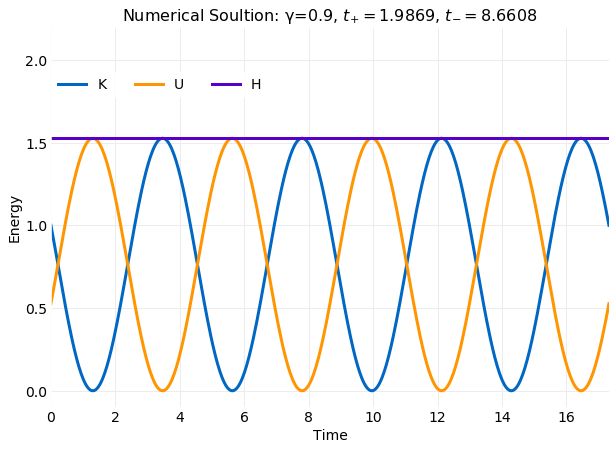 Numerical Soultion: γ=0.9, t₊ = 1.9869, t₋ = 8.6608
K U H
Energy
2.0
1.5
1.0
0.5
0.0
0 2 4 6 8 10 12 14 16
Time